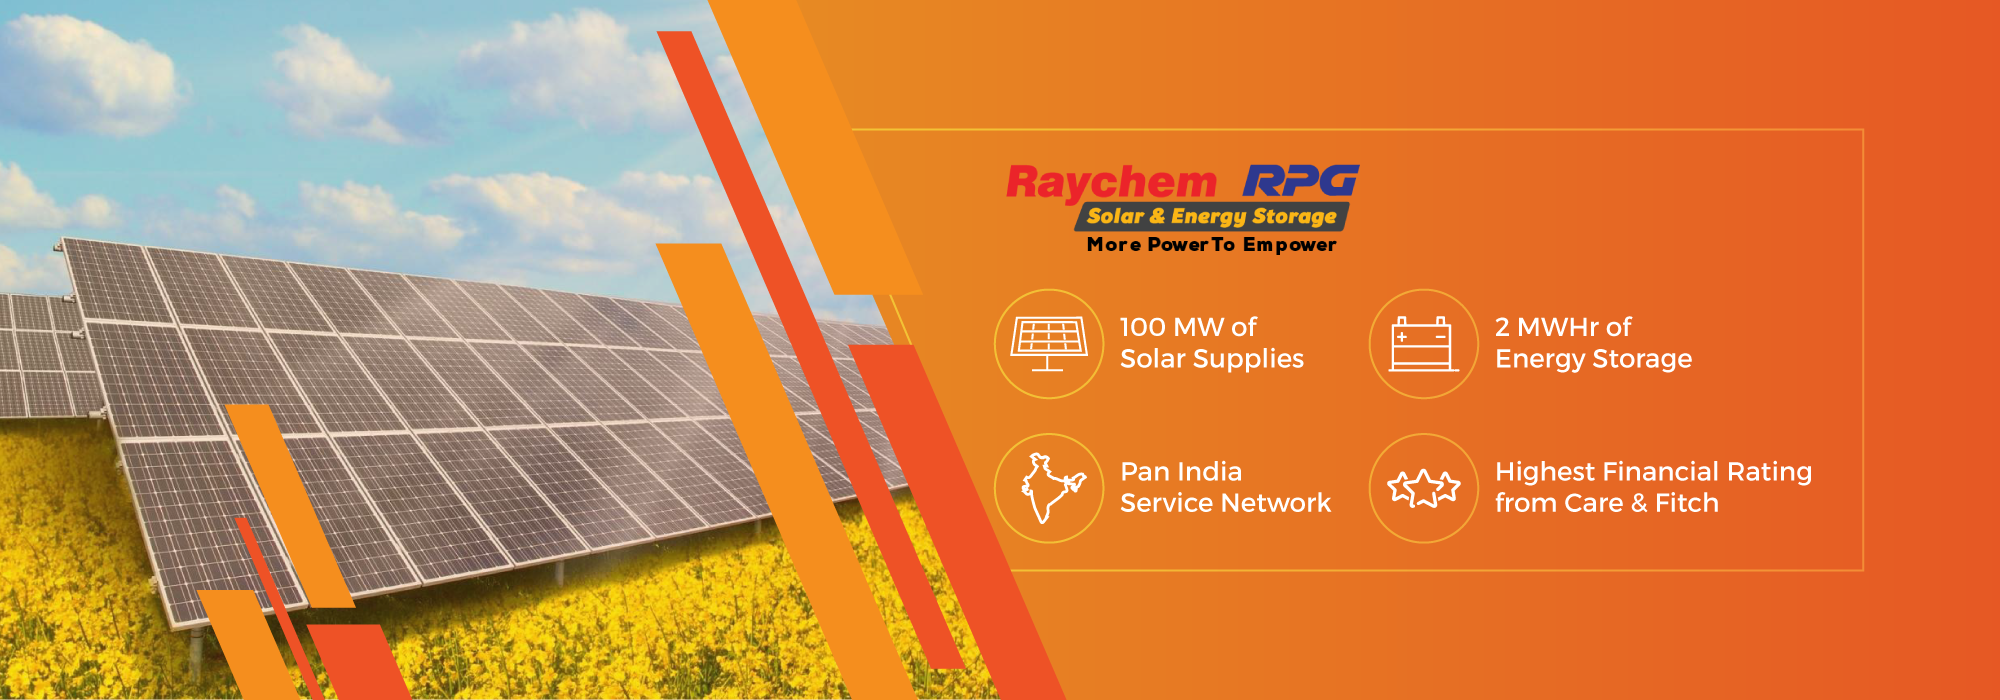 Raychem RPG
Solar & Energy Storage
More Power To Empower
100 MW of
Solar Supplies
2 MWHr of
Energy Storage
Pan India
Service Network
Highest Financial Rating
from Care & Fitch